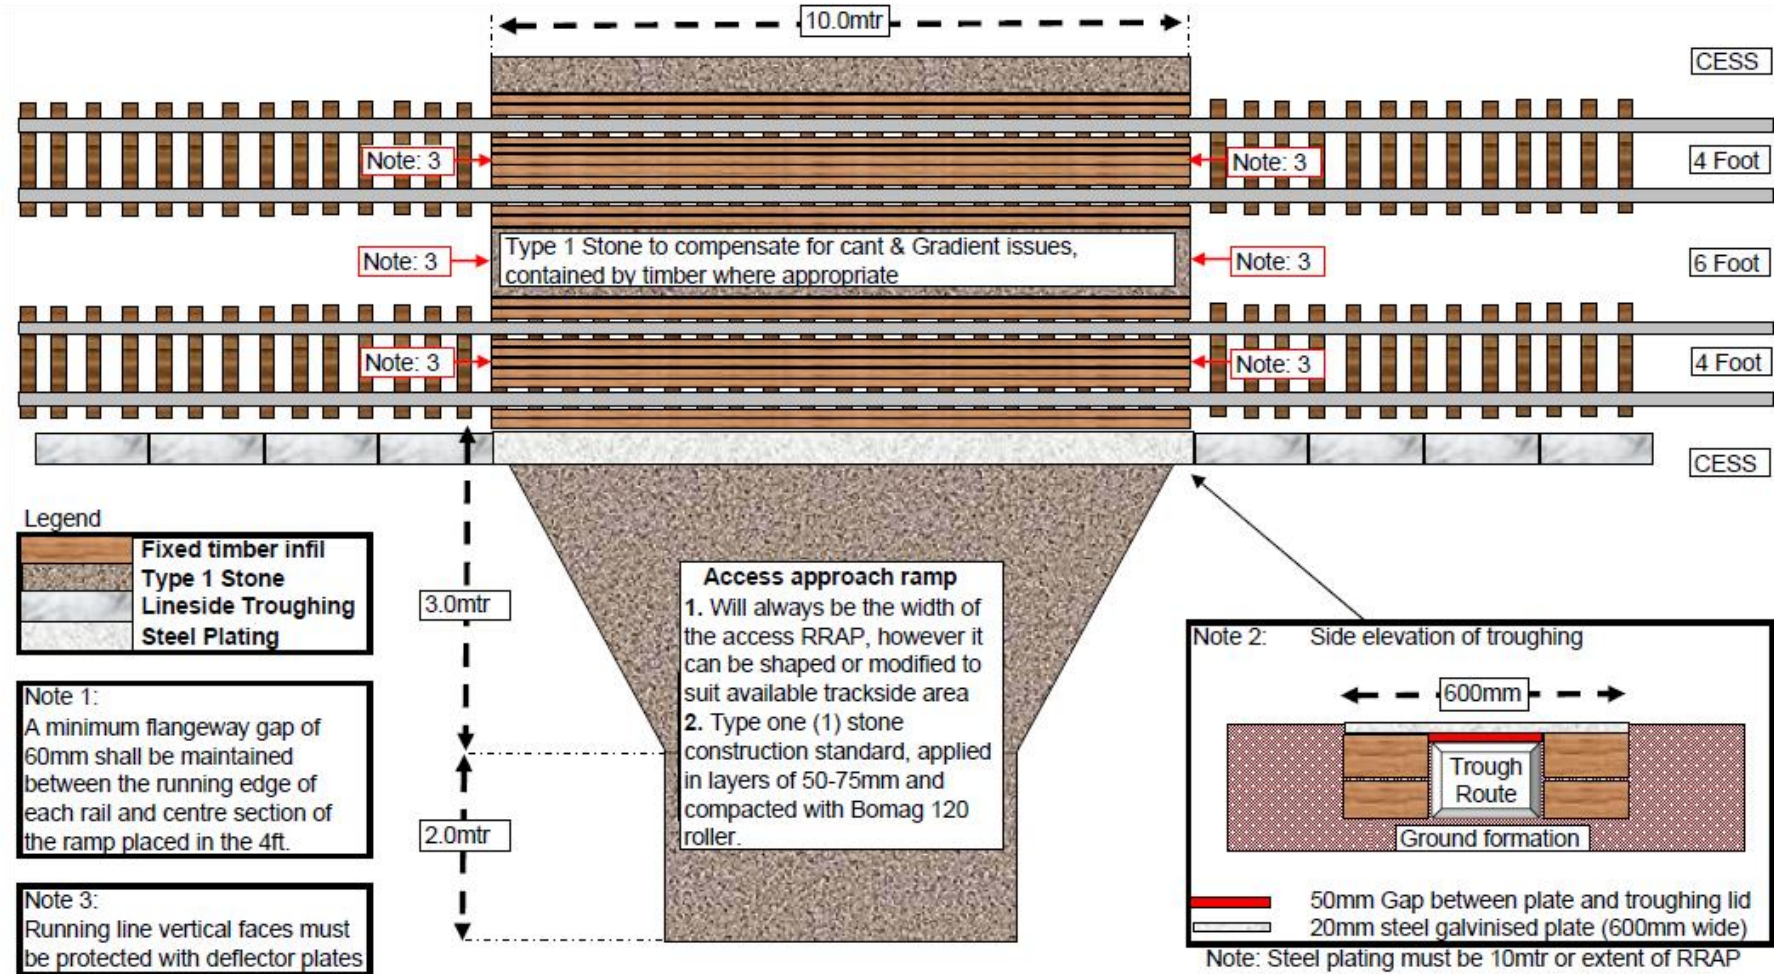 10.0mtr
CESS
Note: 3
Note: 3
4 Foot
Type 1 Stone to compensate for cant & Gradient issues,
contained by timber where appropriate
Note: 3
Note: 3
6 Foot
Note: 3
Note: 3
4 Foot
CESS
Legend
Fixed timber infil
Type 1 Stone
Lineside Troughing
Steel Plating
Note 1:
A minimum flangeway gap of
60mm shall be maintained
between the running edge of
each rail and centre section of
the ramp placed in the 4ft.
Note 3:
Running line vertical faces must
be protected with deflector plates
3.0mtr
2.0mtr
Access approach ramp
1. Will always be the width of
the access RRAP, however it
can be shaped or modified to
suit available trackside area
2. Type one (1) stone
construction standard, applied
in layers of 50-75mm and
compacted with Bomag 120
roller.
Note 2: Side elevation of troughing
600mm
Trough
Route
Ground formation
50mm Gap between plate and troughing lid
20mm steel galvinised plate (600mm wide)
Note: Steel plating must be 10mtr or extent of RRAP